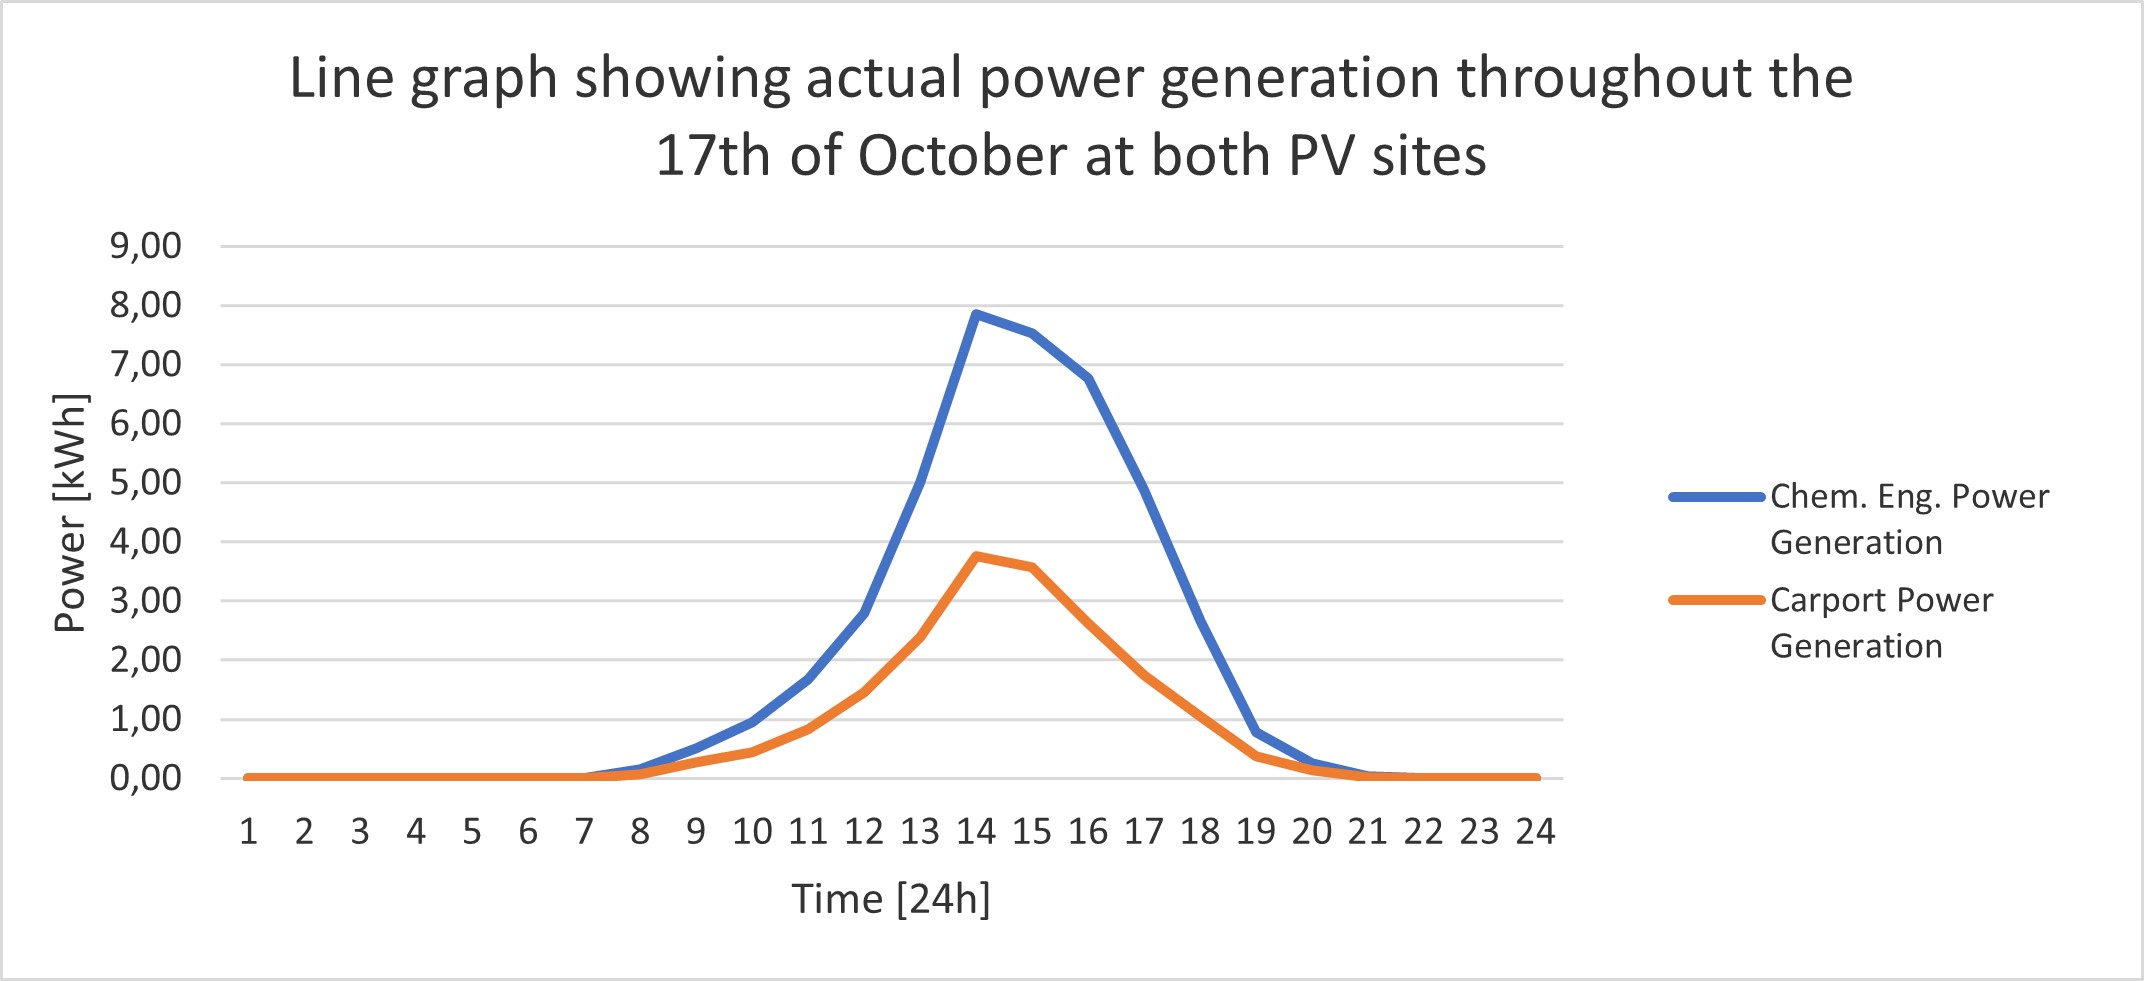 Line graph showing actual power generation throughout the
17th of October at both PV sites
9,00
8,00
7,00
6,00
5,00
4,00
3,00
2,00
1,00
0,00
Power [kWh]
1 2 3 4 5 6 7 8 9 10 11 12 13 14 15 16 17 18 19 20 21 22 23 24
Time [24h]
Chem. Eng. Power
Generation
Carport Power
Generation